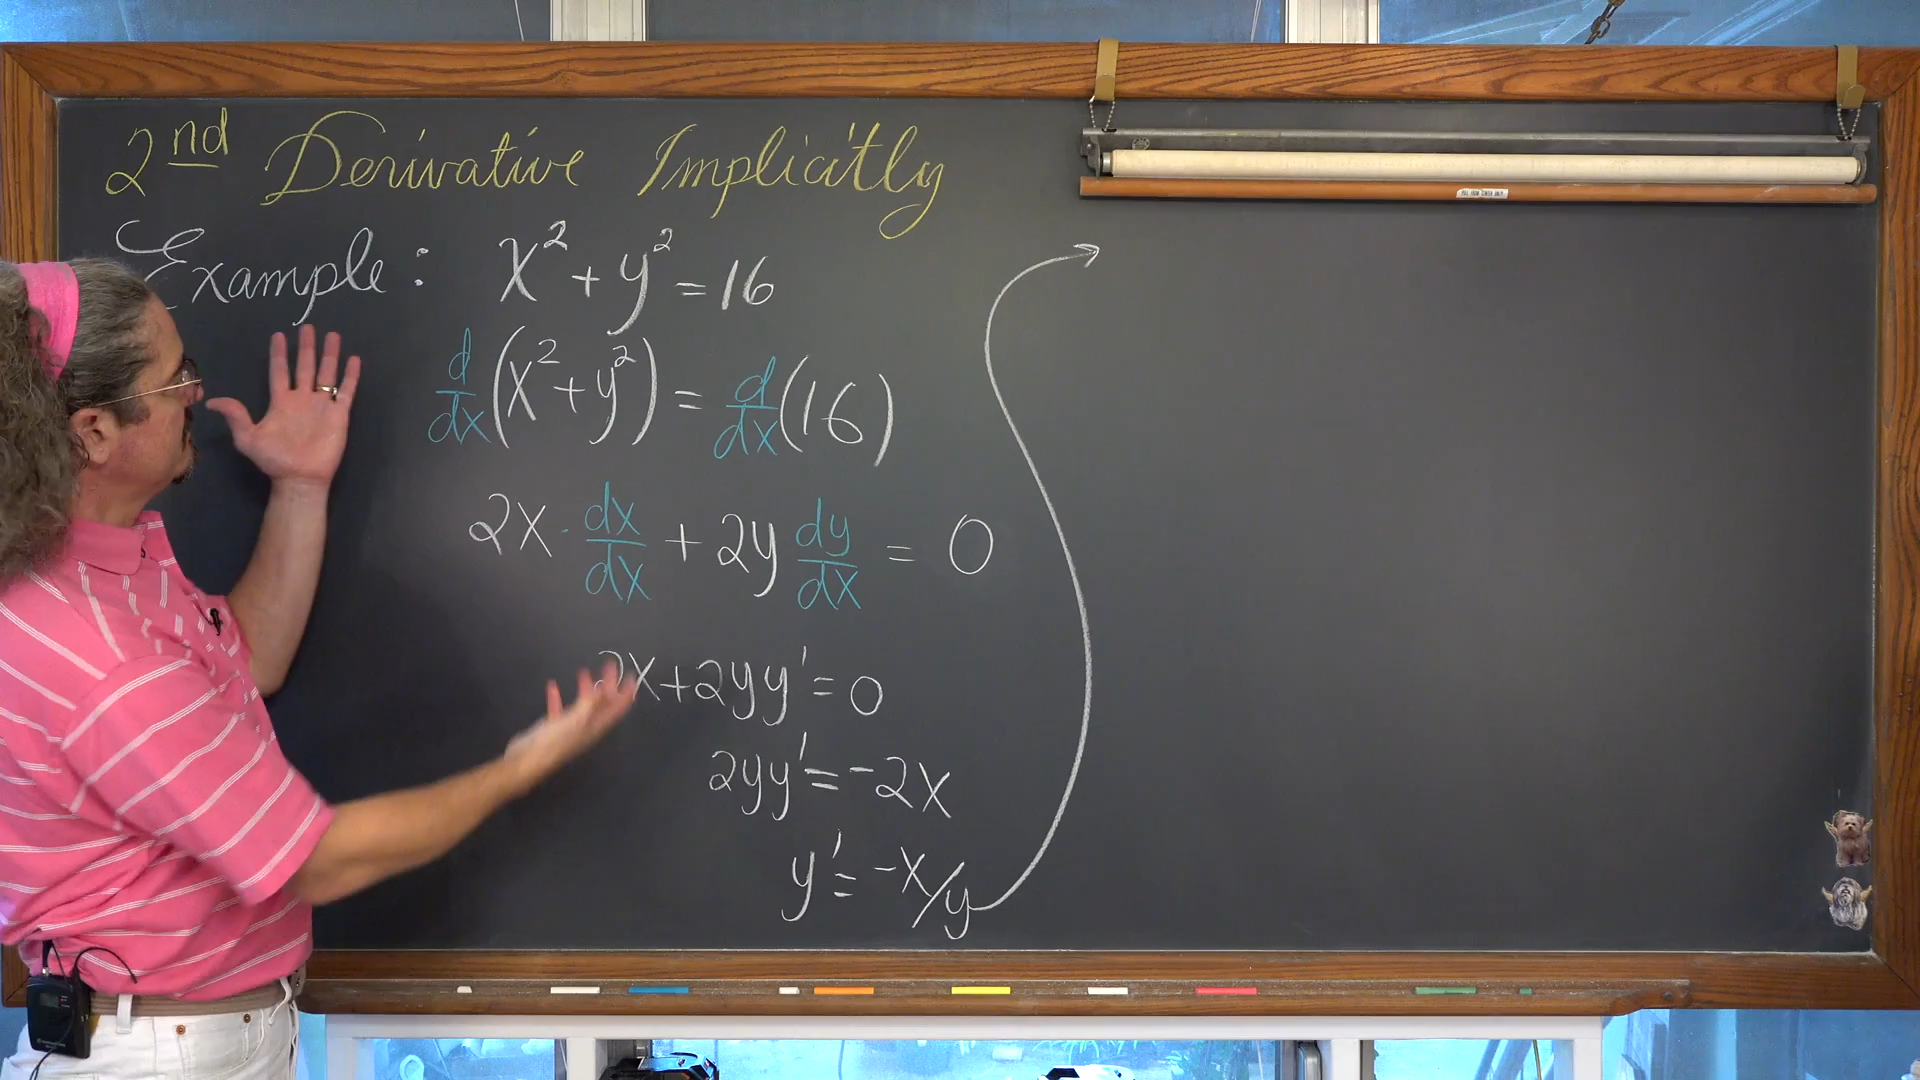 2nd Derivative Implicitly
Example: x² + y² = 16
d/dx (x² + y²) = d/dx (16)
2x · dx/dx + 2y dy/dx = 0
2x + 2yy' = 0
2yy' = -2x
y' = -x/y